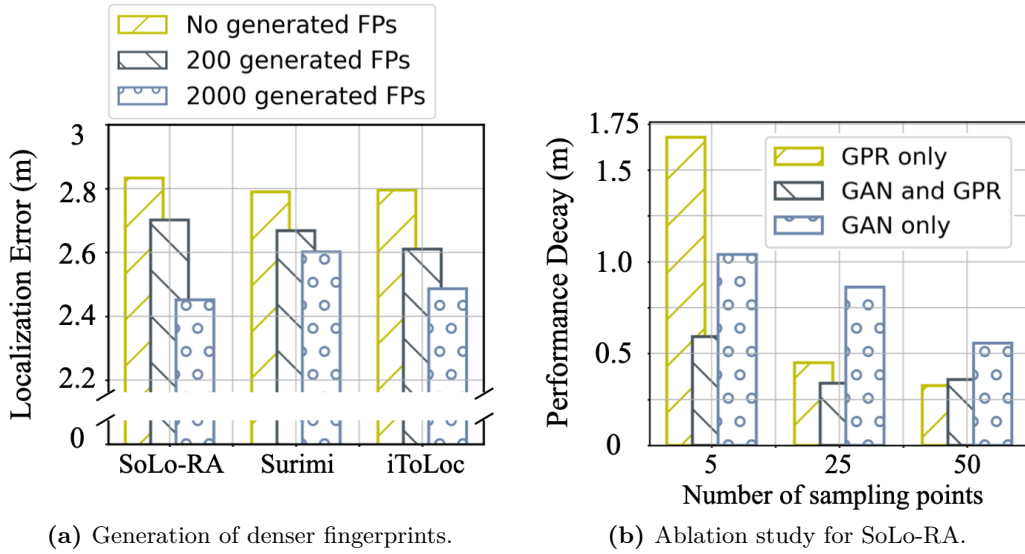 No generated FPs
200 generated FPs
2000 generated FPs
Localization Error (m)
3
2.8
2.6
2.4
2.2
0
SoLo-RA Surimi iToLoc
(a) Generation of denser fingerprints.
Performance Decay (m)
1.75
1.5
1.0
0.5
0
GPR only
GAN and GPR
GAN only
5 25 50
Number of sampling points
(b) Ablation study for SoLo-RA.